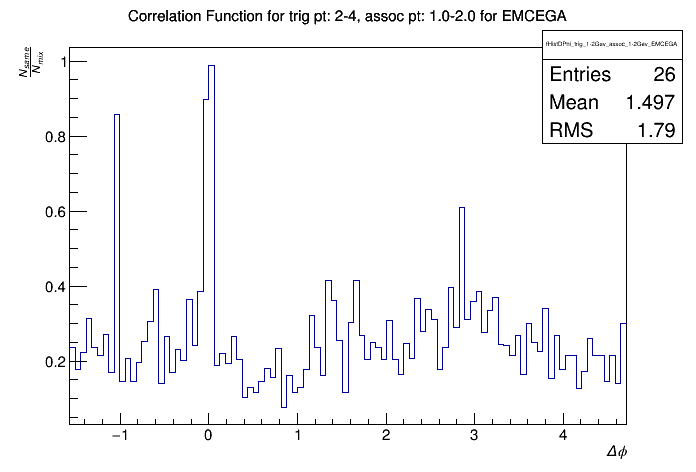 Correlation Function for trig pt: 2-4, assoc pt: 1.0-2.0 for EMCEGA
fHistDPhi_trig_1-2Gev_assoc_1-2Gev_EMCEGA
Entries 26
Mean 1.497
RMS 1.79
N_same / N_mix
1
0.8
0.6
0.4
0.2
−1 0 1 2 3 4
Δϕ